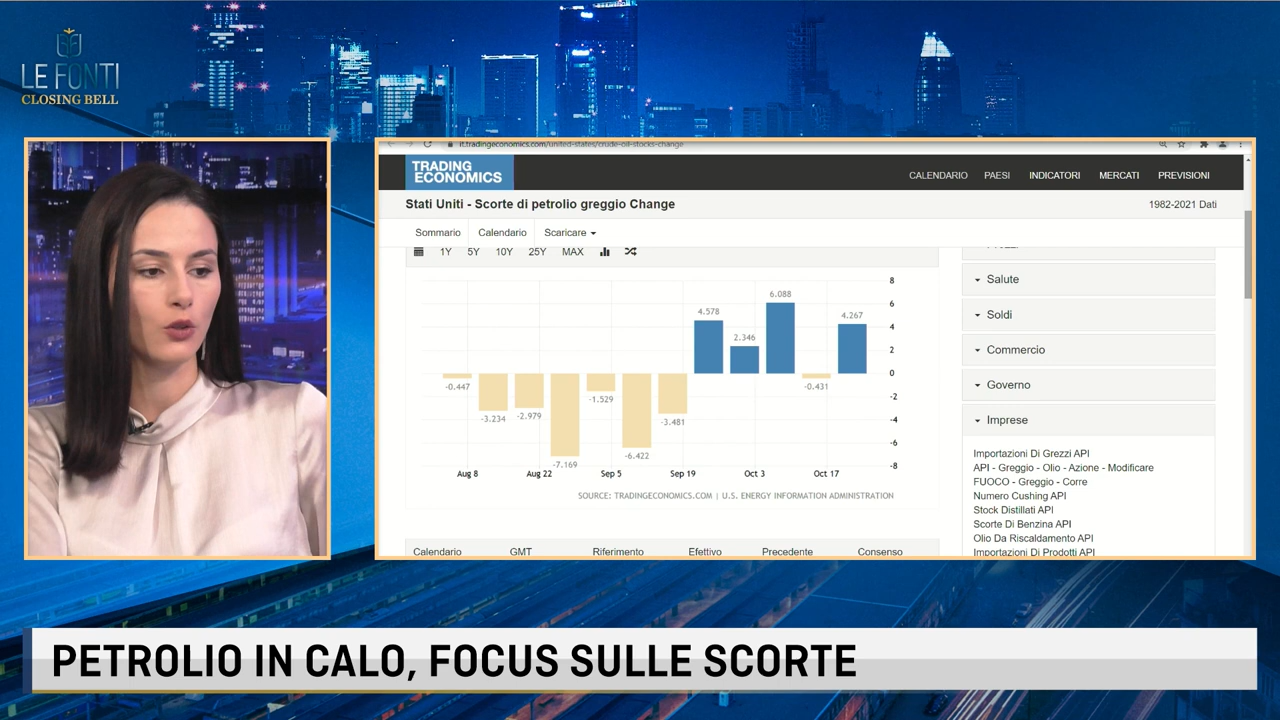 LE FONTI
CLOSING BELL
it.tradingeconomics.com/united-states/crude-oil-stocks-change
TRADING
ECONOMICS
CALENDARIO PAESI INDICATORI MERCATI PREVISIONI
Stati Uniti - Scorte di petrolio greggio Change
1982-2021 Dati
Sommario Calendario Scaricare
1Y 5Y 10Y 25Y MAX
8
6
4
2
0
-2
-4
-6
-8
-0.447
-3.234
-2.979
-7.169
-1.529
-6.422
-3.481
4.578
2.346
6.088
-0.431
4.267
Aug 8 Aug 22 Sep 5 Sep 19 Oct 3 Oct 17
SOURCE: TRADINGECONOMICS.COM | U.S. ENERGY INFORMATION ADMINISTRATION
Calendario GMT Riferimento Effettivo Precedente Consenso
Salute
Soldi
Commercio
Governo
Imprese
Importazioni Di Grezzi API
API - Greggio - Olio - Azione - Modificare
FUOCO - Greggio - Corre
Numero Cushing API
Stock Distillati API
Scorte Di Benzina API
Olio Da Riscaldamento API
Importazioni Di Prodotti API
PETROLIO IN CALO, FOCUS SULLE SCORTE